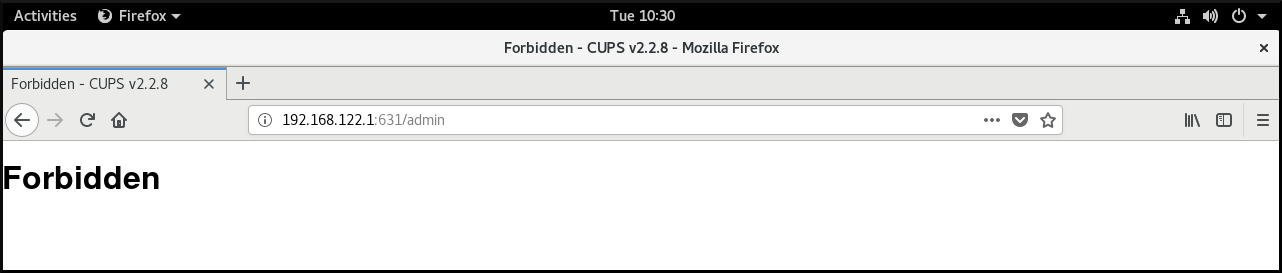 Activities Firefox Tue 10:30
Forbidden - CUPS v2.2.8 - Mozilla Firefox
Forbidden - CUPS v2.2.8
192.168.122.1:631/admin
Forbidden